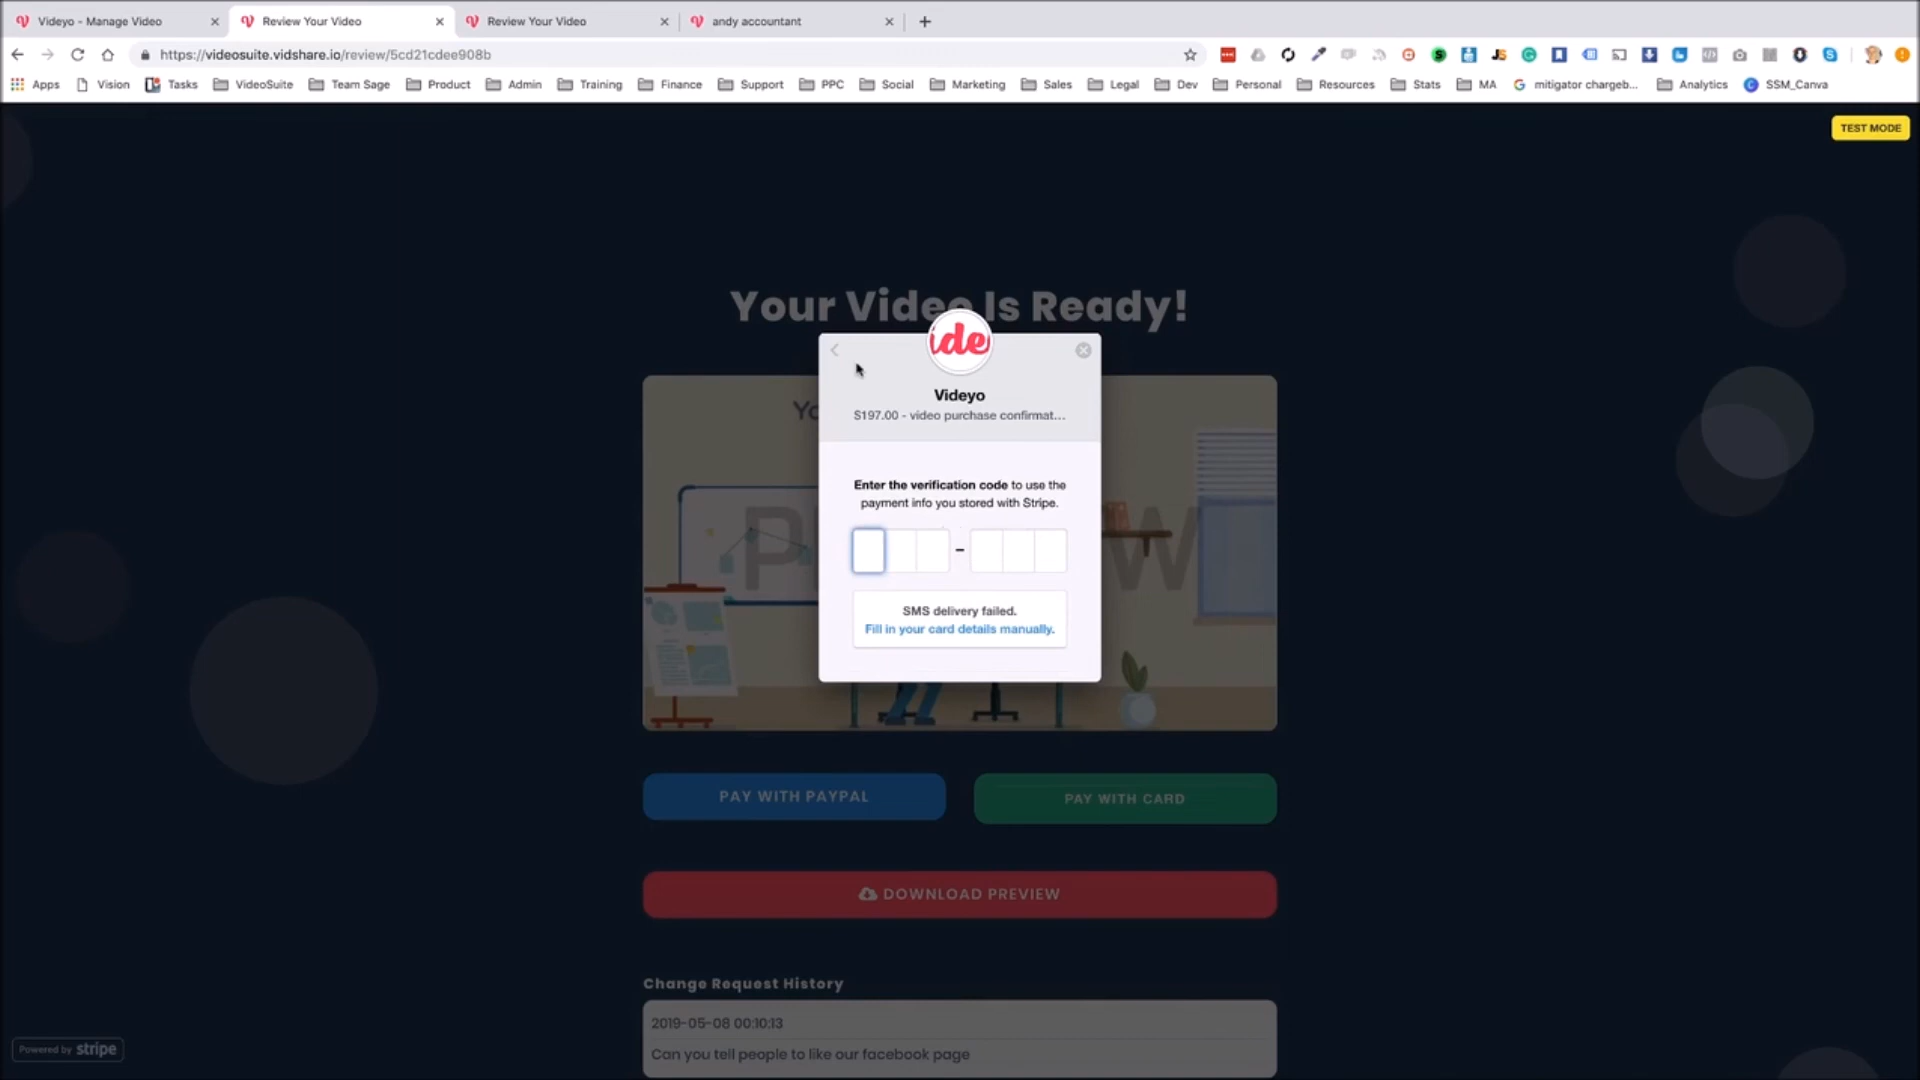 Videyo - Manage Video
Review Your Video
Review Your Video
andy accountant
https://videosuite.vidshare.io/review/5cd21cdee908b
Apps
Vision
Tasks
VideoSuite
Team Sage
Product
Admin
Training
Finance
Support
PPC
Social
Marketing
Sales
Legal
Dev
Personal
Resources
Stats
MA
mitigator chargeb...
Analytics
SSM_Canva
TEST MODE
Your Video Is Ready!
ide
Videyo
$197.00 - video purchase confirmat...
Enter the verification code to use the
payment info you stored with Stripe.
SMS delivery failed.
Fill in your card details manually.
PAY WITH PAYPAL
PAY WITH CARD
DOWNLOAD PREVIEW
Change Request History
2019-05-08 00:10:13
Can you tell people to like our facebook page
Powered by stripe